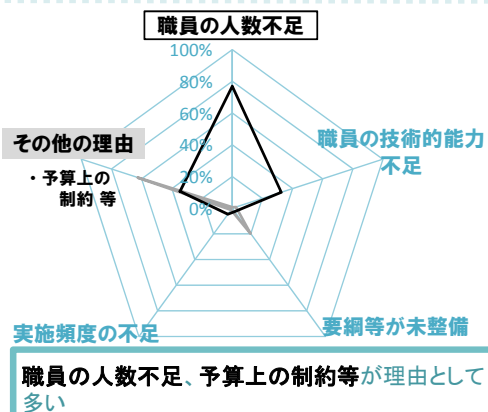 職員の人数不足
100%
80%
60%
40%
20%
0%
職員の技術的能力
不足
その他の理由
・予算上の
制約 等
実施頻度の不足
要綱等が未整備
職員の人数不足、予算上の制約等が理由として
多い